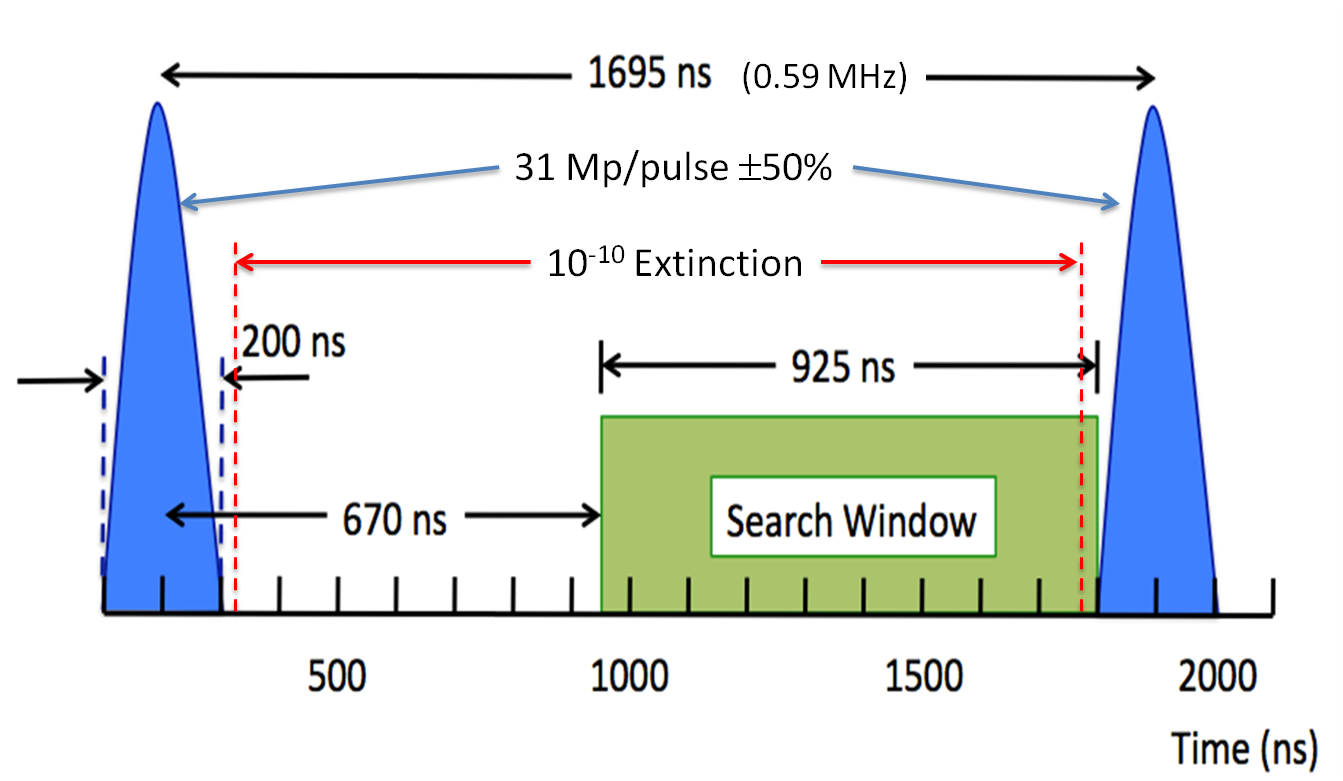 1695 ns (0.59 MHz)
31 Mp/pulse ±50%
10⁻¹⁰ Extinction
200 ns
925 ns
670 ns
Search Window
500 1000 1500 2000
Time (ns)